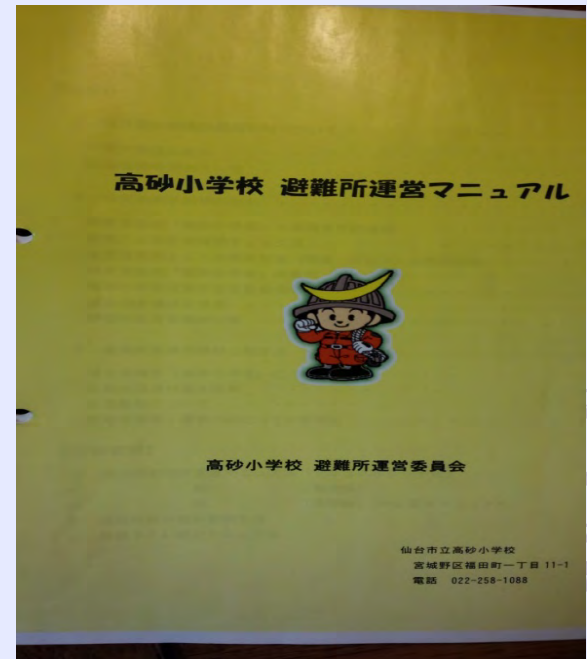 高砂小学校 避難所運営マニュアル
高砂小学校 避難所運営委員会
仙台市立高砂小学校
宮城野区福田町一丁目 11-1
電話 022-258-1088